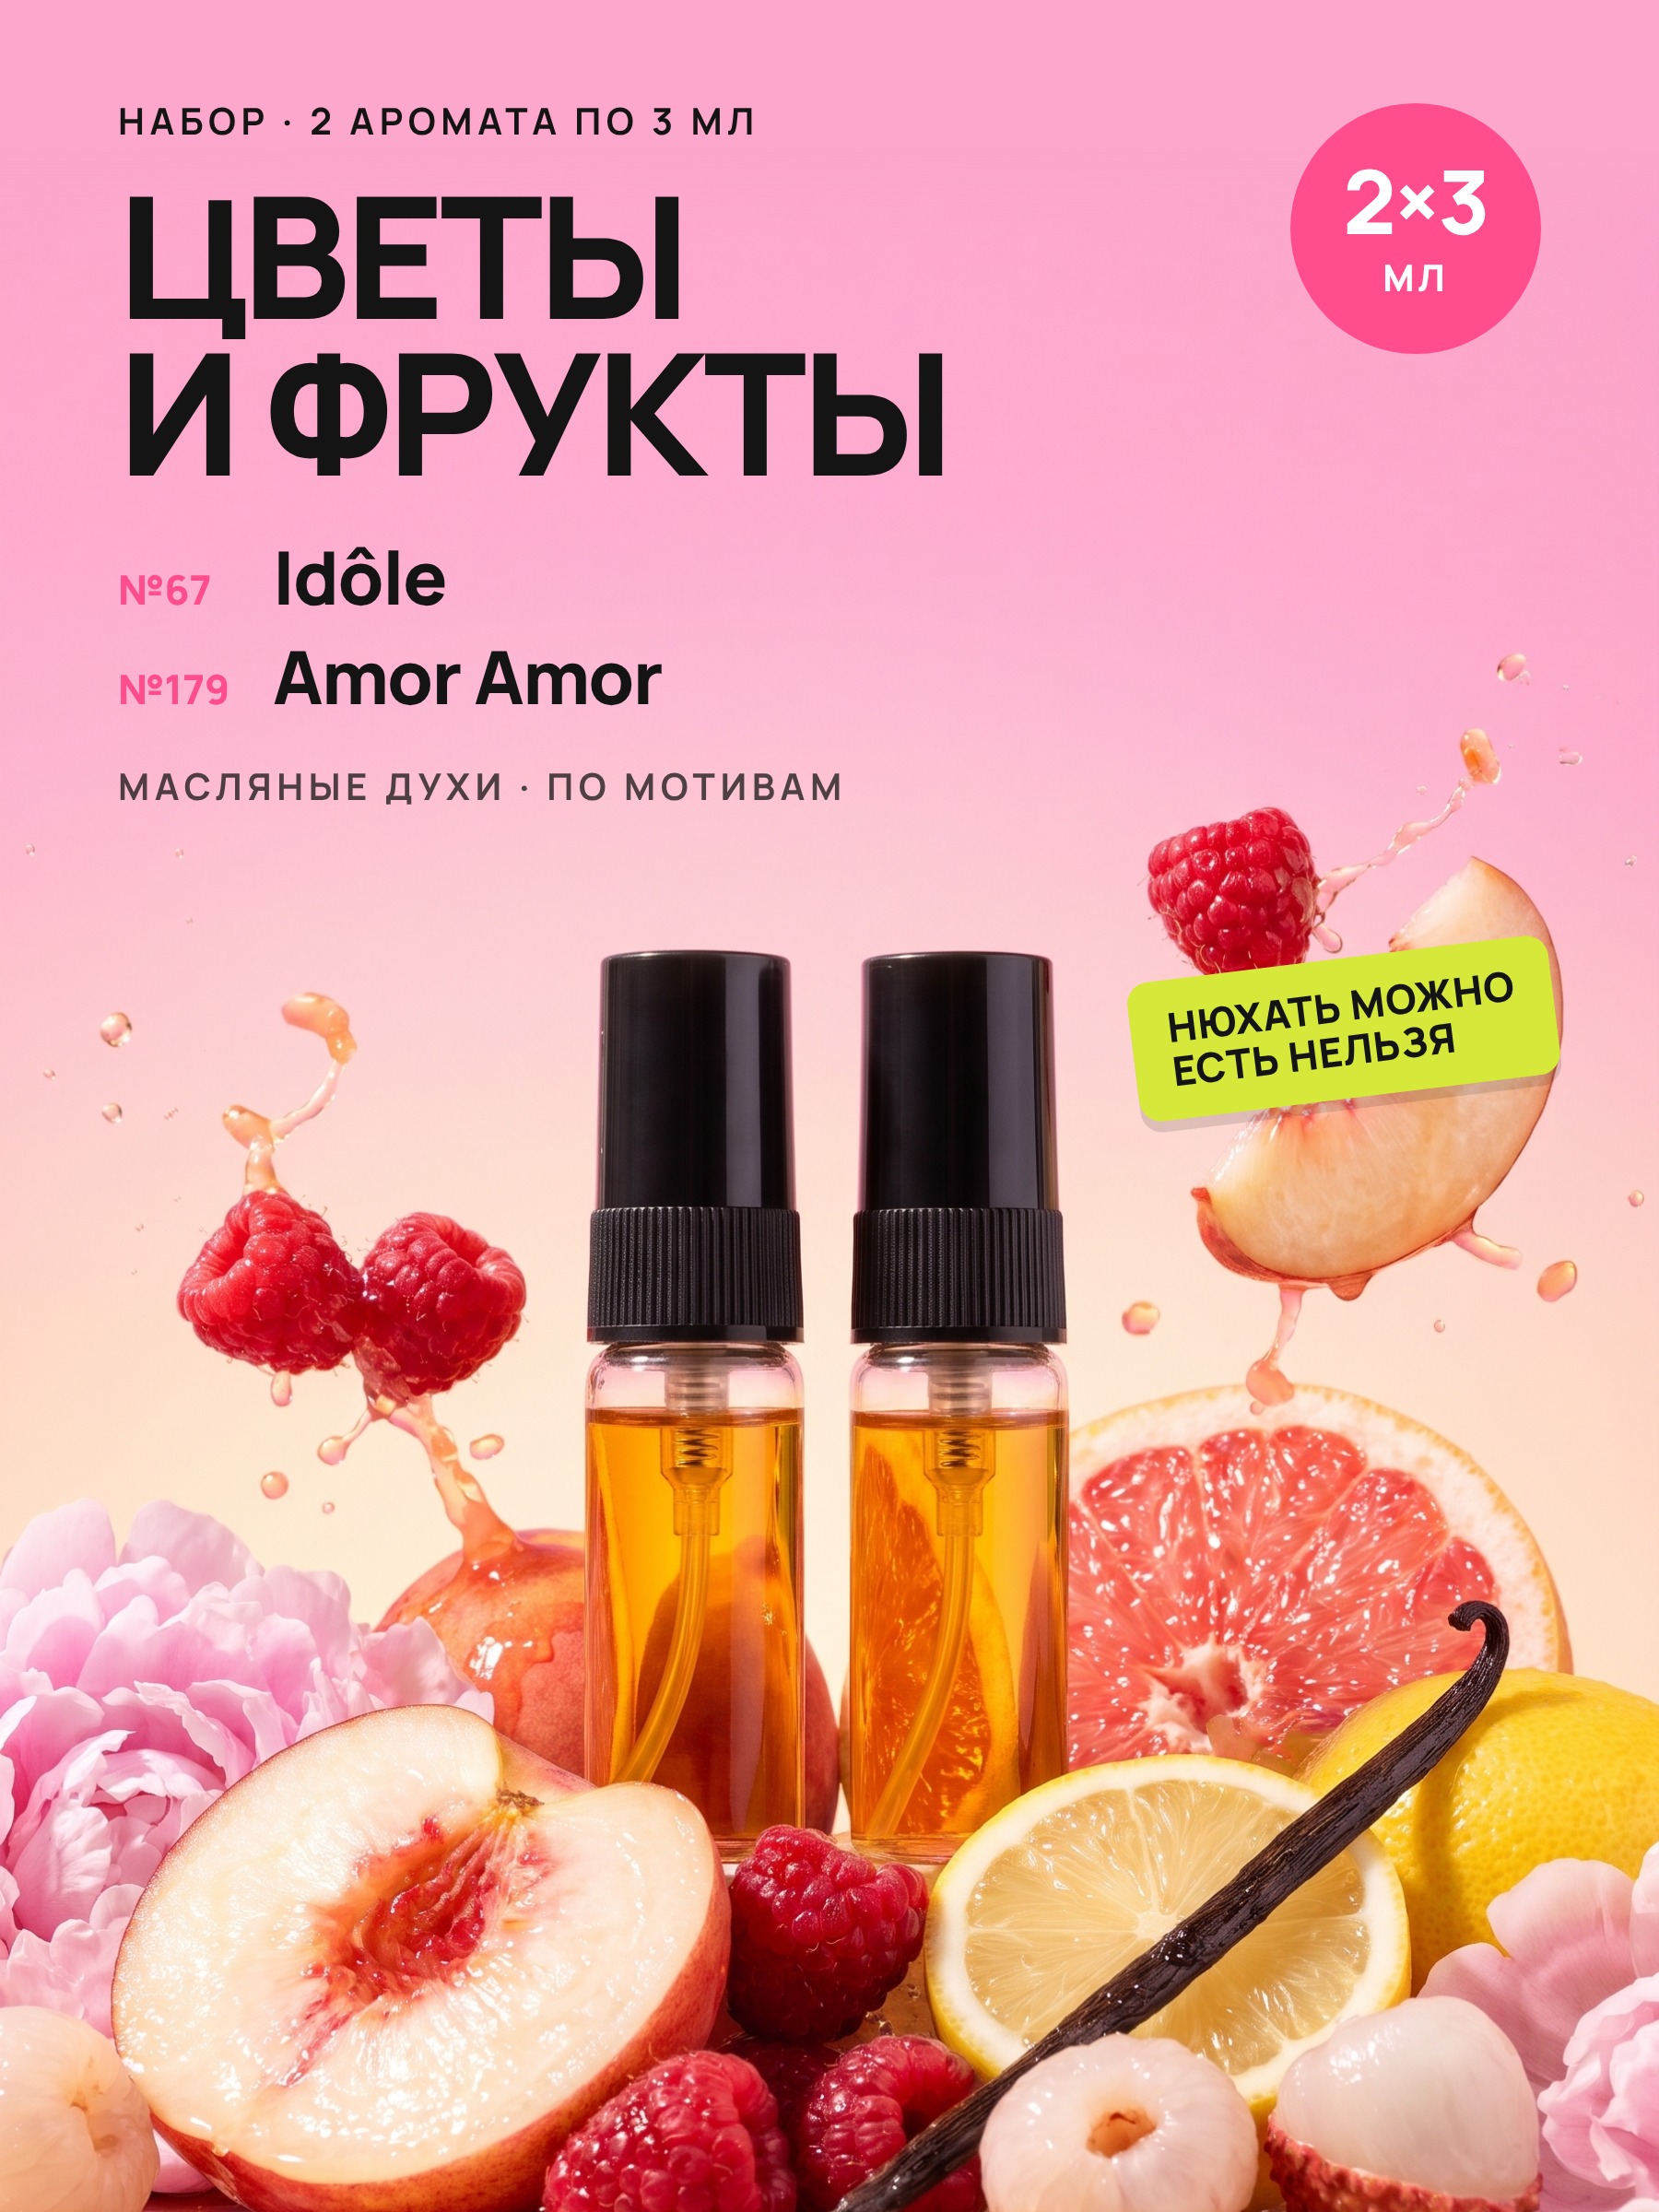 НАБОР · 2 АРОМАТА ПО 3 МЛ
2×3
МЛ
ЦВЕТЫ
И ФРУКТЫ
№67 Idôle
№179 Amor Amor
МАСЛЯНЫЕ ДУХИ · ПО МОТИВАМ
НЮХАТЬ МОЖНО
ЕСТЬ НЕЛЬЗЯ